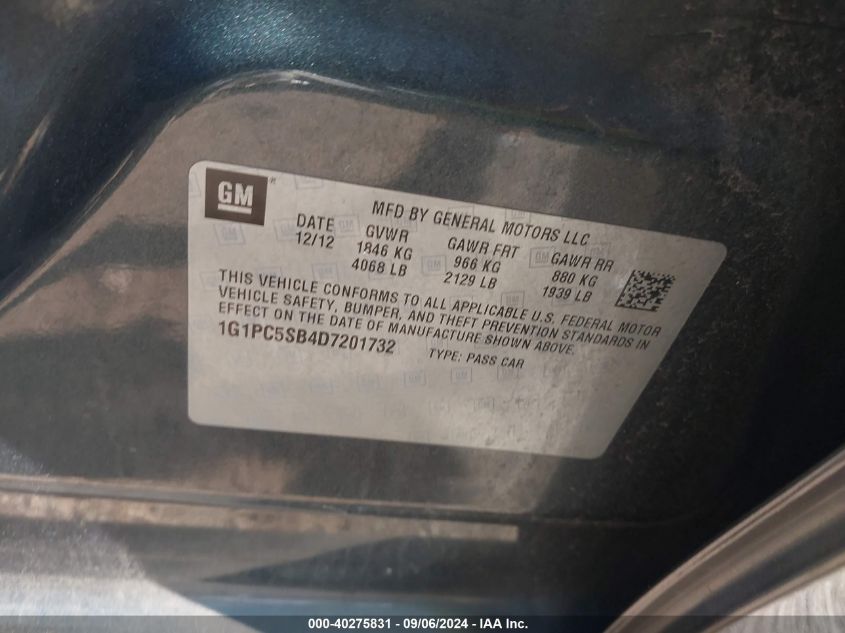 GM®
MFD BY GENERAL MOTORS LLC
DATE GVWR GAWR FRT GAWR RR
12/12 1846 KG 966 KG 880 KG
4068 LB 2129 LB 1939 LB
THIS VEHICLE CONFORMS TO ALL APPLICABLE U.S. FEDERAL MOTOR
VEHICLE SAFETY, BUMPER, AND THEFT PREVENTION STANDARDS IN
EFFECT ON THE DATE OF MANUFACTURE SHOWN ABOVE.
1G1PC5SB4D7201732 TYPE: PASS CAR
000-40275831 - 09/06/2024 - IAA Inc.